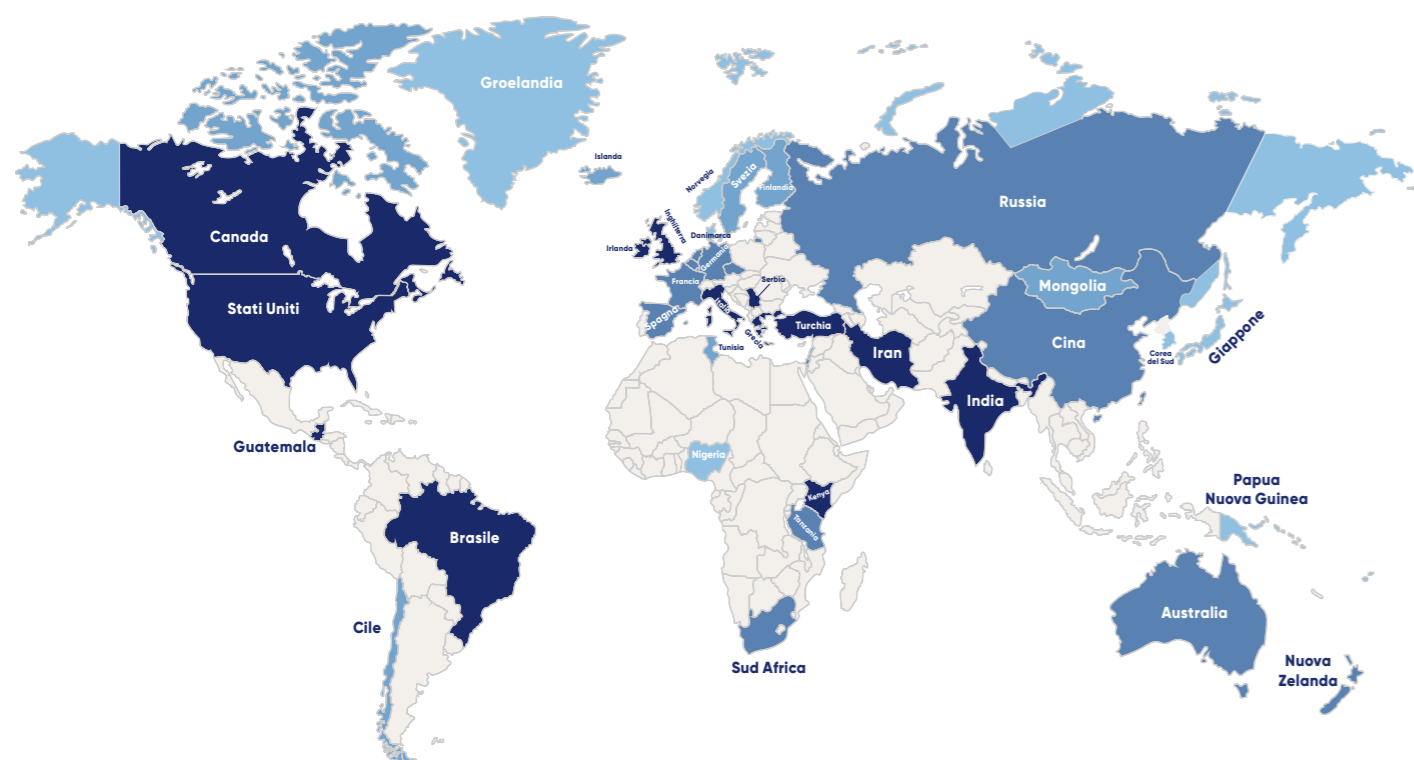 Groelandia
Islanda
Norvegia
Svezia
Finlandia
Russia
Canada
Inghilterra
Irlanda
Danimarca
Germania
Francia
Serbia
Mongolia
Stati Uniti
Spagna
Italia
Grecia
Turchia
Tunisia
Iran
Cina
Corea
del Sud
Giappone
India
Guatemala
Nigeria
Kenya
Tanzania
Papua
Nuova Guinea
Brasile
Cile
Australia
Sud Africa
Nuova
Zelanda